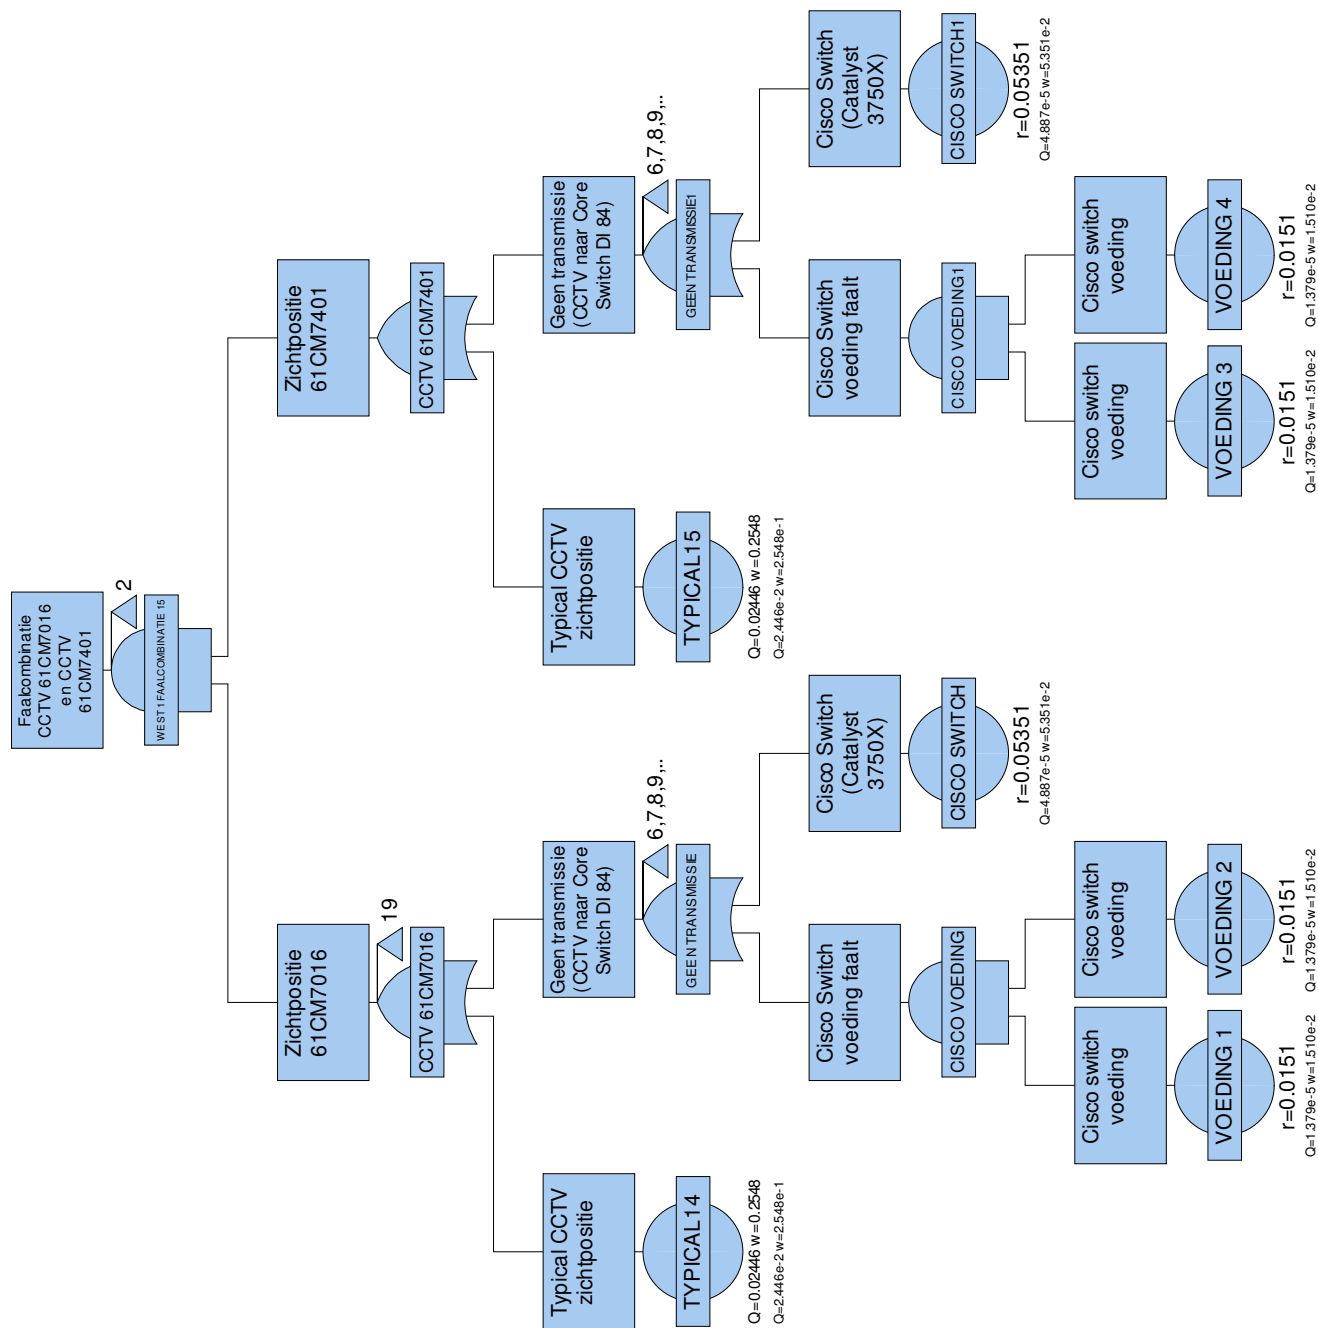 Faalcombinatie
CCTV 61CM7016
en CCTV
61CM7401
2
WEST 1 FAALCOMBINATIE 15
Zichtpositie
61CM7016
19
CCTV 61CM7016
Zichtpositie
61CM7401
CCTV 61CM7401
Typical CCTV
zichtpositie
TYPICAL14
Q=0.02446 w=0.2548
Q=2.446e-2 w=2.548e-1
Geen transmissie
(CCTV naar Core
Switch DI 84)
6,7,8,9,..
GEEN TRANSMISSIE
Typical CCTV
zichtpositie
TYPICAL15
Q=0.02446 w=0.2548
Q=2.446e-2 w=2.548e-1
Geen transmissie
(CCTV naar Core
Switch DI 84)
6,7,8,9,..
GEEN TRANSMISSIE1
Cisco Switch
voeding faalt
CISCO VOEDING
Cisco Switch
(Catalyst
3750X)
CISCO SWITCH
r=0.05351
Q=4.887e-5 w=5.351e-2
Cisco Switch
voeding faalt
CISCO VOEDING1
Cisco Switch
(Catalyst
3750X)
CISCO SWITCH1
r=0.05351
Q=4.887e-5 w=5.351e-2
Cisco switch
voeding
VOEDING 1
r=0.0151
Q=1.379e-5 w=1.510e-2
Cisco switch
voeding
VOEDING 2
r=0.0151
Q=1.379e-5 w=1.510e-2
Cisco switch
voeding
VOEDING 3
r=0.0151
Q=1.379e-5 w=1.510e-2
Cisco switch
voeding
VOEDING 4
r=0.0151
Q=1.379e-5 w=1.510e-2